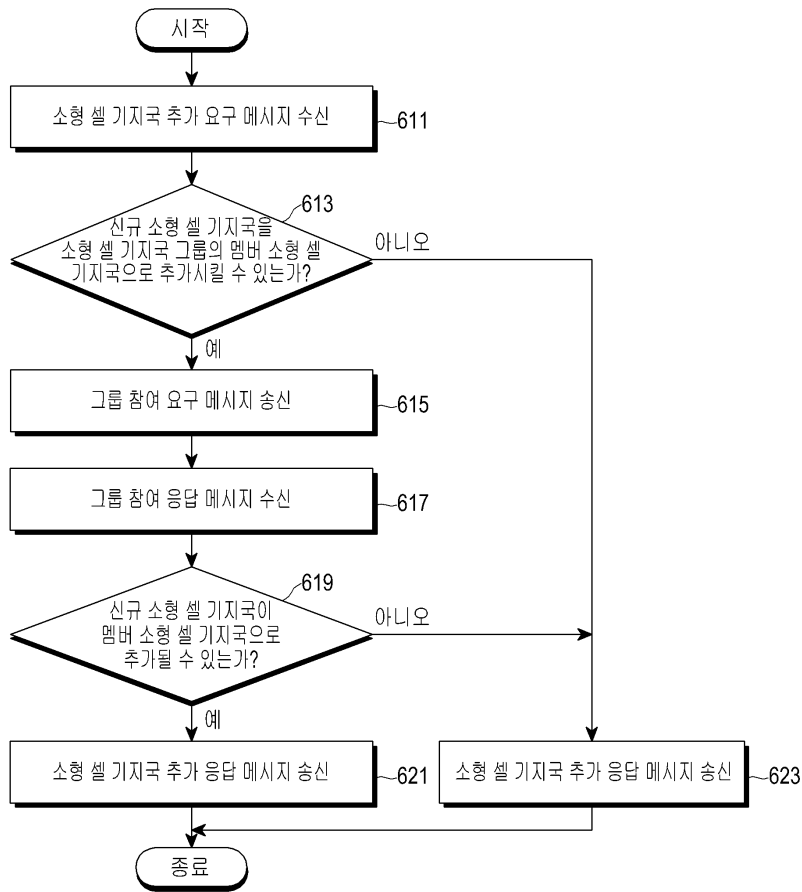 시작
소형 셀 기지국 추가 요구 메시지 수신
611
613
신규 소형 셀 기지국을
소형 셀 기지국 그룹의 멤버 소형 셀
기지국으로 추가시킬 수 있는가?
아니오
예
그룹 참여 요구 메시지 송신
615
그룹 참여 응답 메시지 수신
617
619
신규 소형 셀 기지국이
멤버 소형 셀 기지국으로
추가될 수 있는가?
아니오
예
소형 셀 기지국 추가 응답 메시지 송신
621
소형 셀 기지국 추가 응답 메시지 송신
623
종료